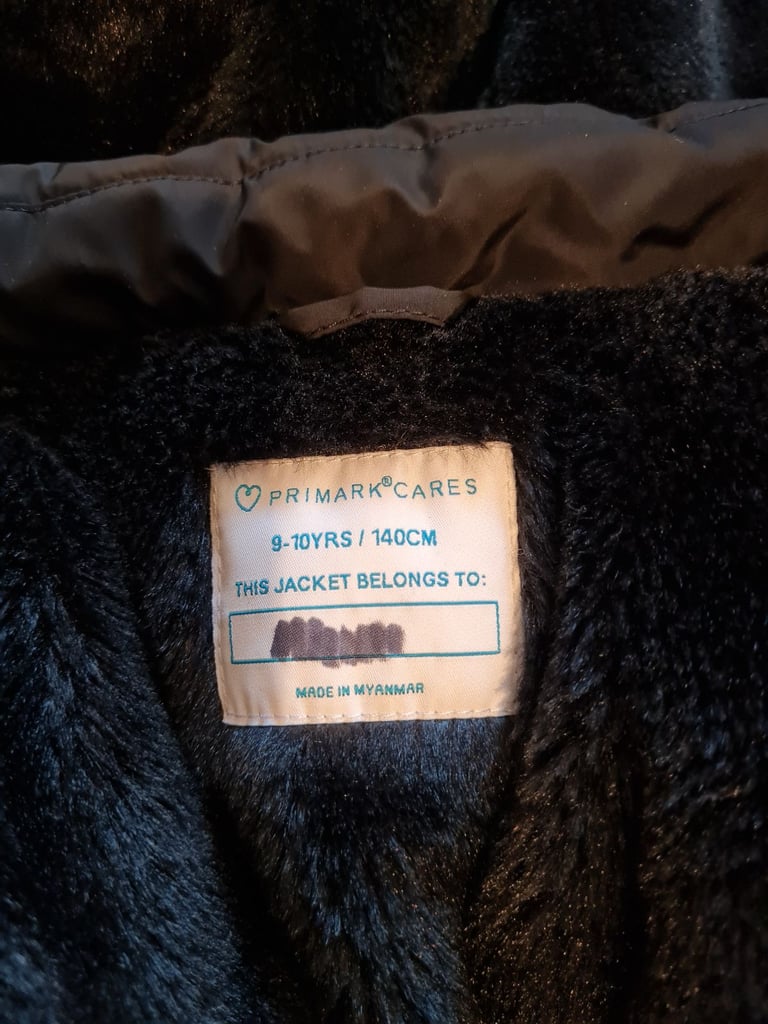 PRIMARK® CARES
9-10YRS / 140CM
THIS JACKET BELONGS TO:
MADE IN MYANMAR